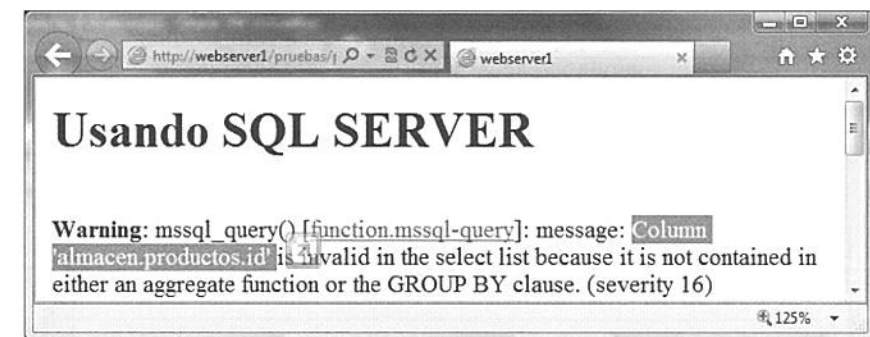 http://webserver1/pruebas/
webserver1
Usando SQL SERVER
Warning: mssql_query() [function.mssql-query]: message: Column
'almacen.productos.id' is invalid in the select list because it is not contained in
either an aggregate function or the GROUP BY clause. (severity 16)
125%